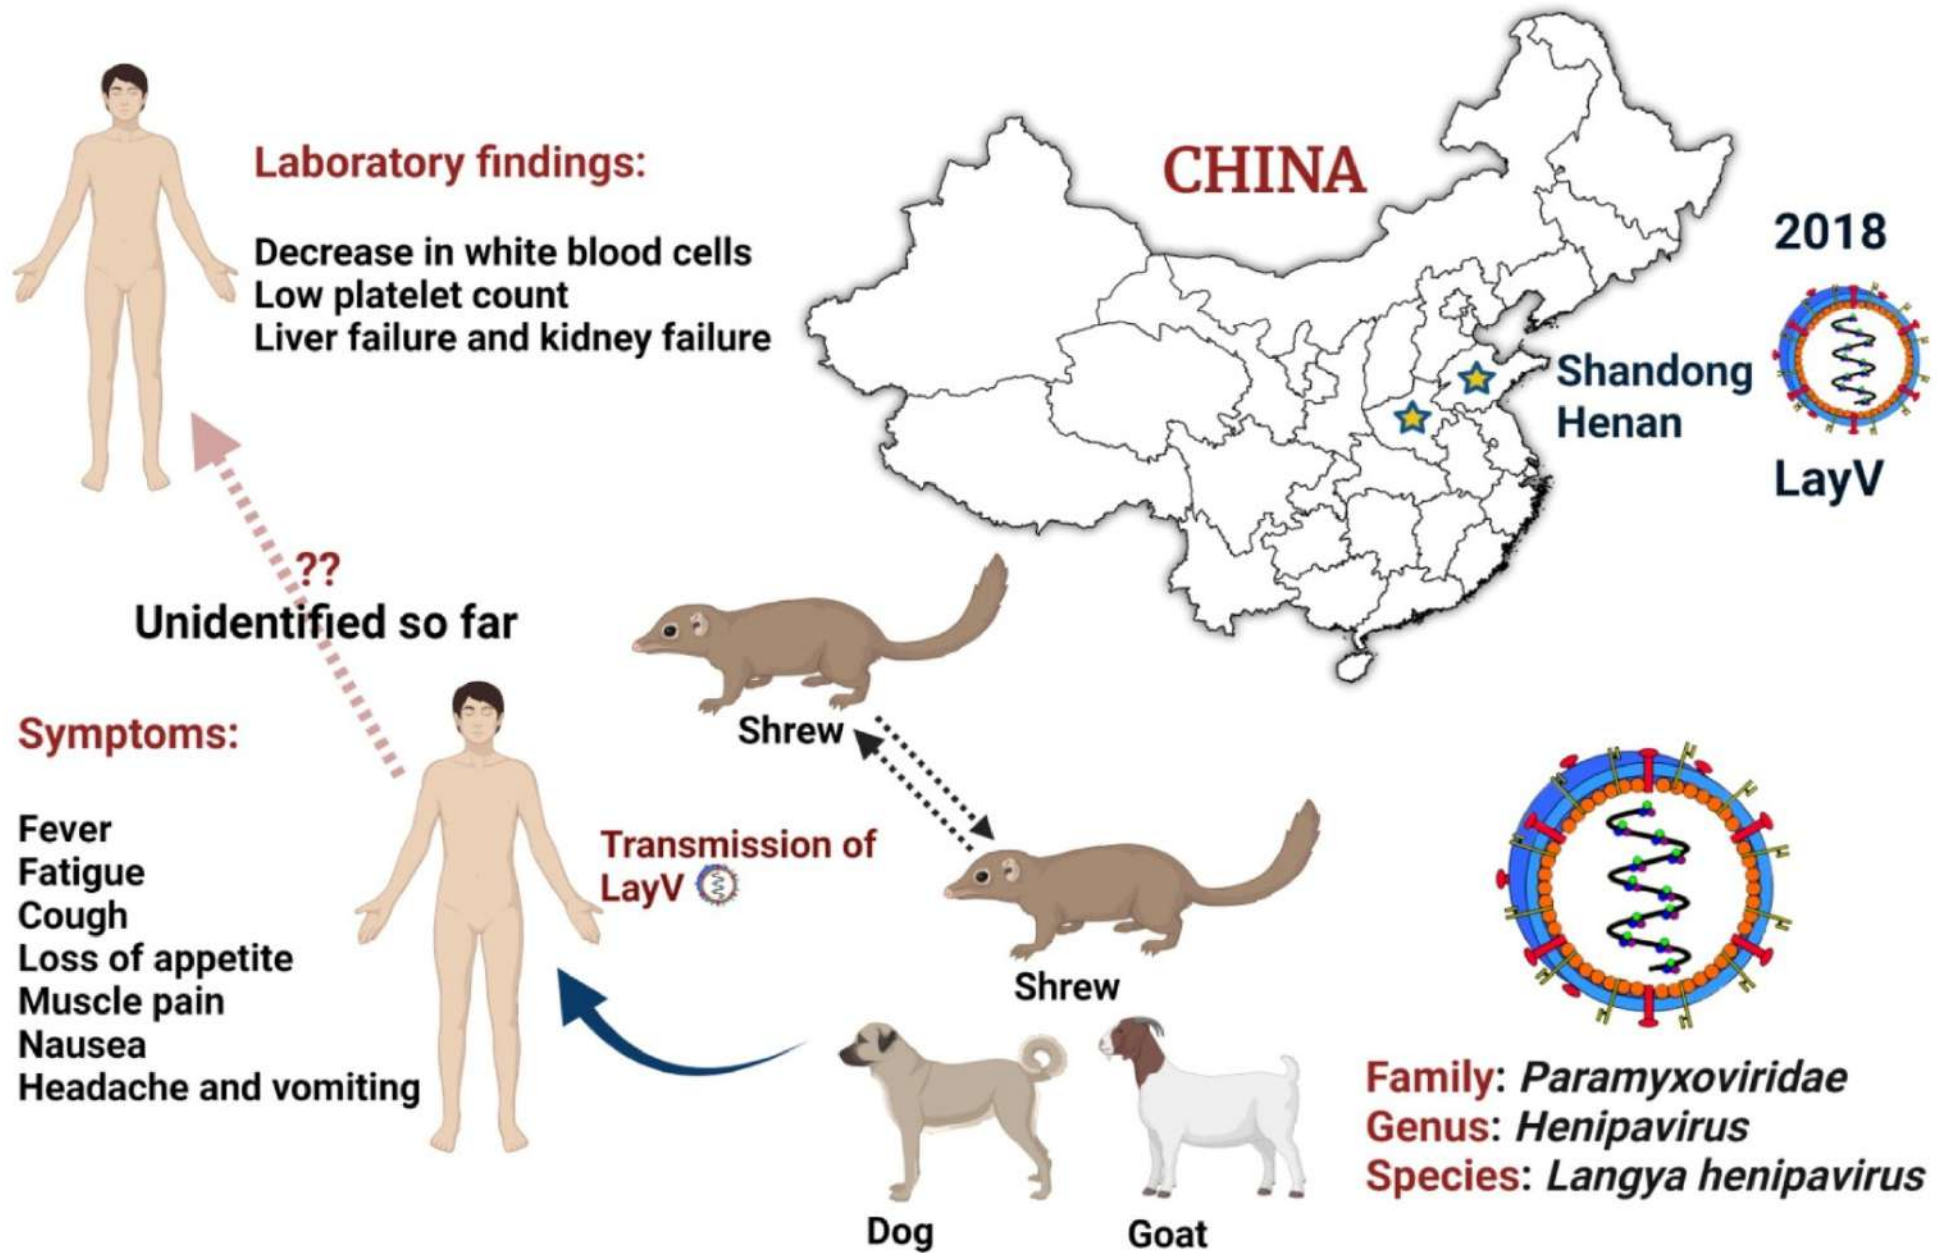 Laboratory findings:
Decrease in white blood cells
Low platelet count
Liver failure and kidney failure
CHINA
2018
Shandong
Henan
LayV
??
Unidentified so far
Shrew
Symptoms:
Fever
Fatigue
Cough
Loss of appetite
Muscle pain
Nausea
Headache and vomiting
Transmission of
LayV
Shrew
Dog
Goat
Family: Paramyxoviridae
Genus: Henipavirus
Species: Langya henipavirus